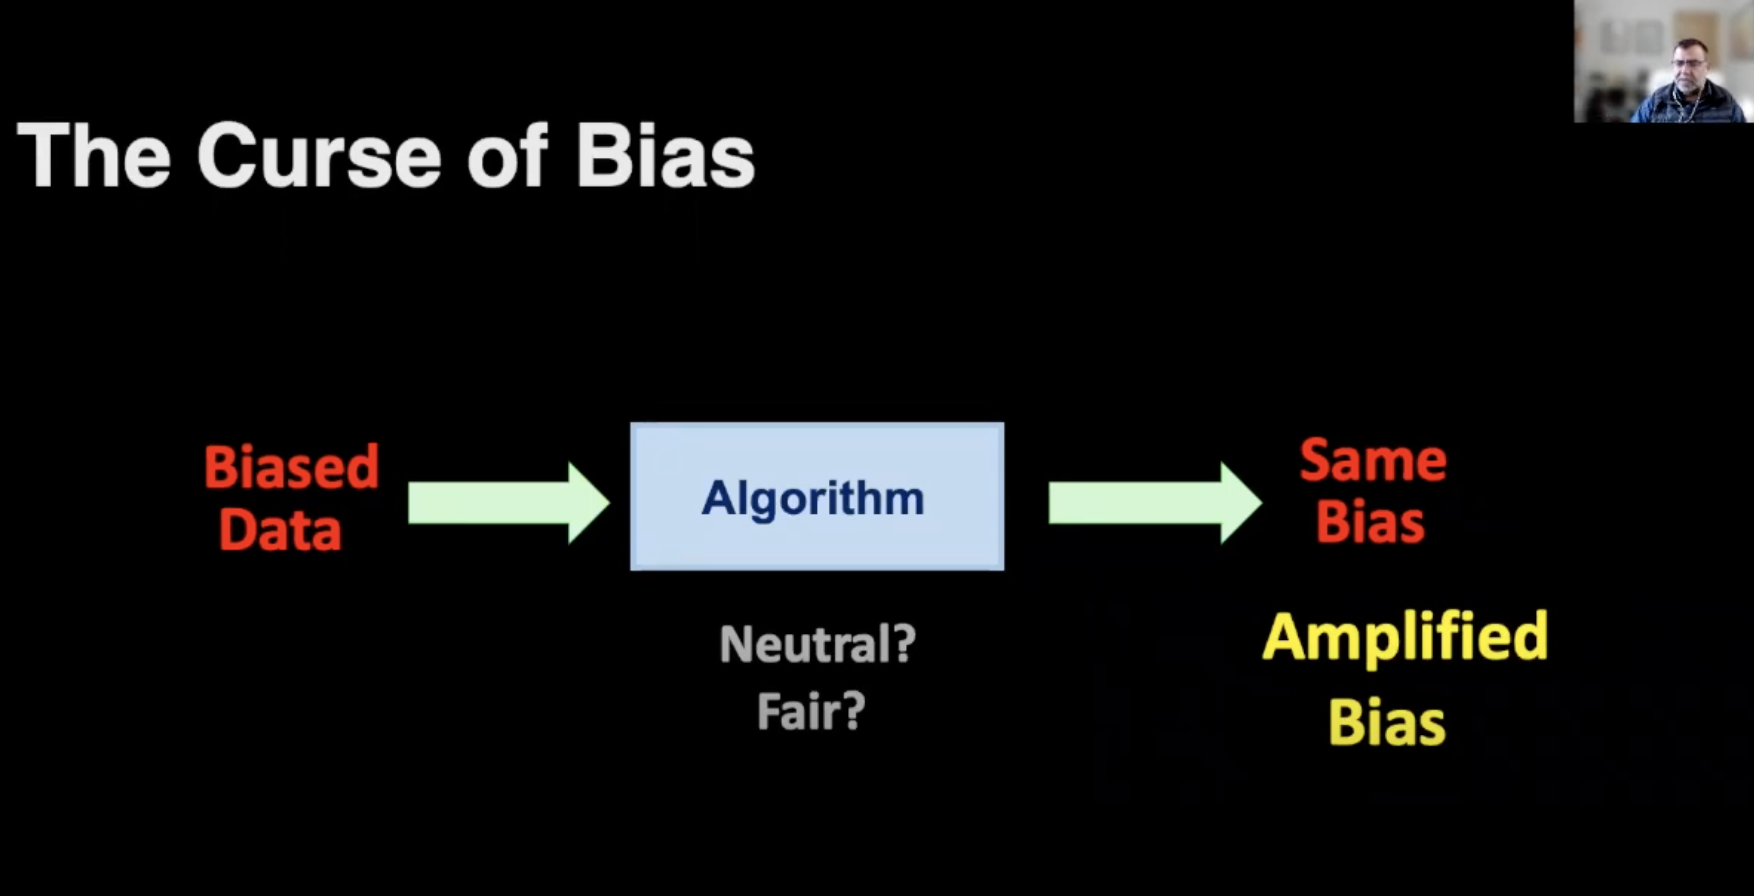 The Curse of Bias
Biased
Data
Algorithm
Neutral?
Fair?
Same
Bias
Amplified
Bias